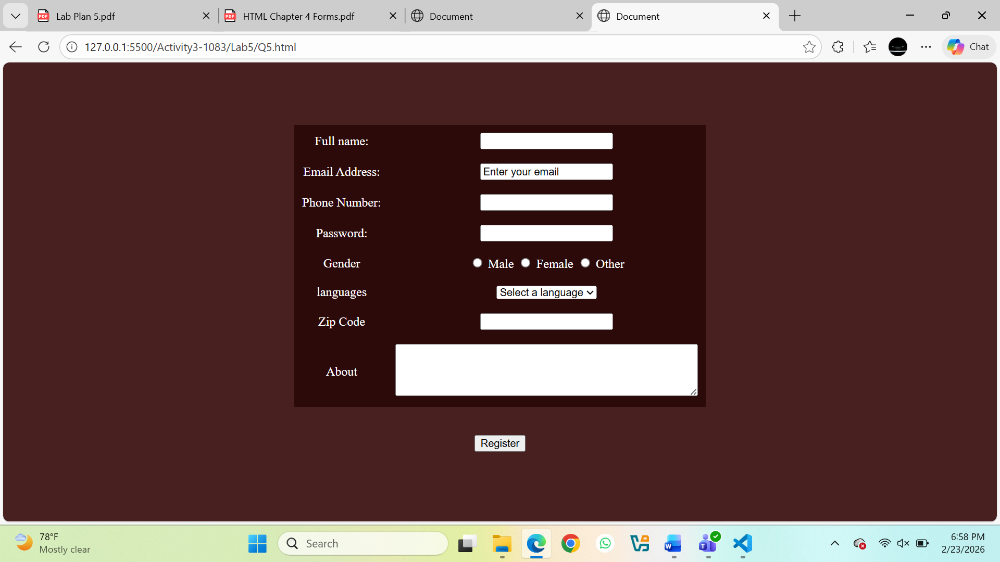 Lab Plan 5.pdf
HTML Chapter 4 Forms.pdf
Document
Document
127.0.0.1:5500/Activity3-1083/Lab5/Q5.html
Chat
Full name:
Email Address:
Enter your email
Phone Number:
Password:
Gender
Male Female Other
languages
Select a language
Zip Code
About
Register
78°F
Mostly clear
Search
6:58 PM
2/23/2026